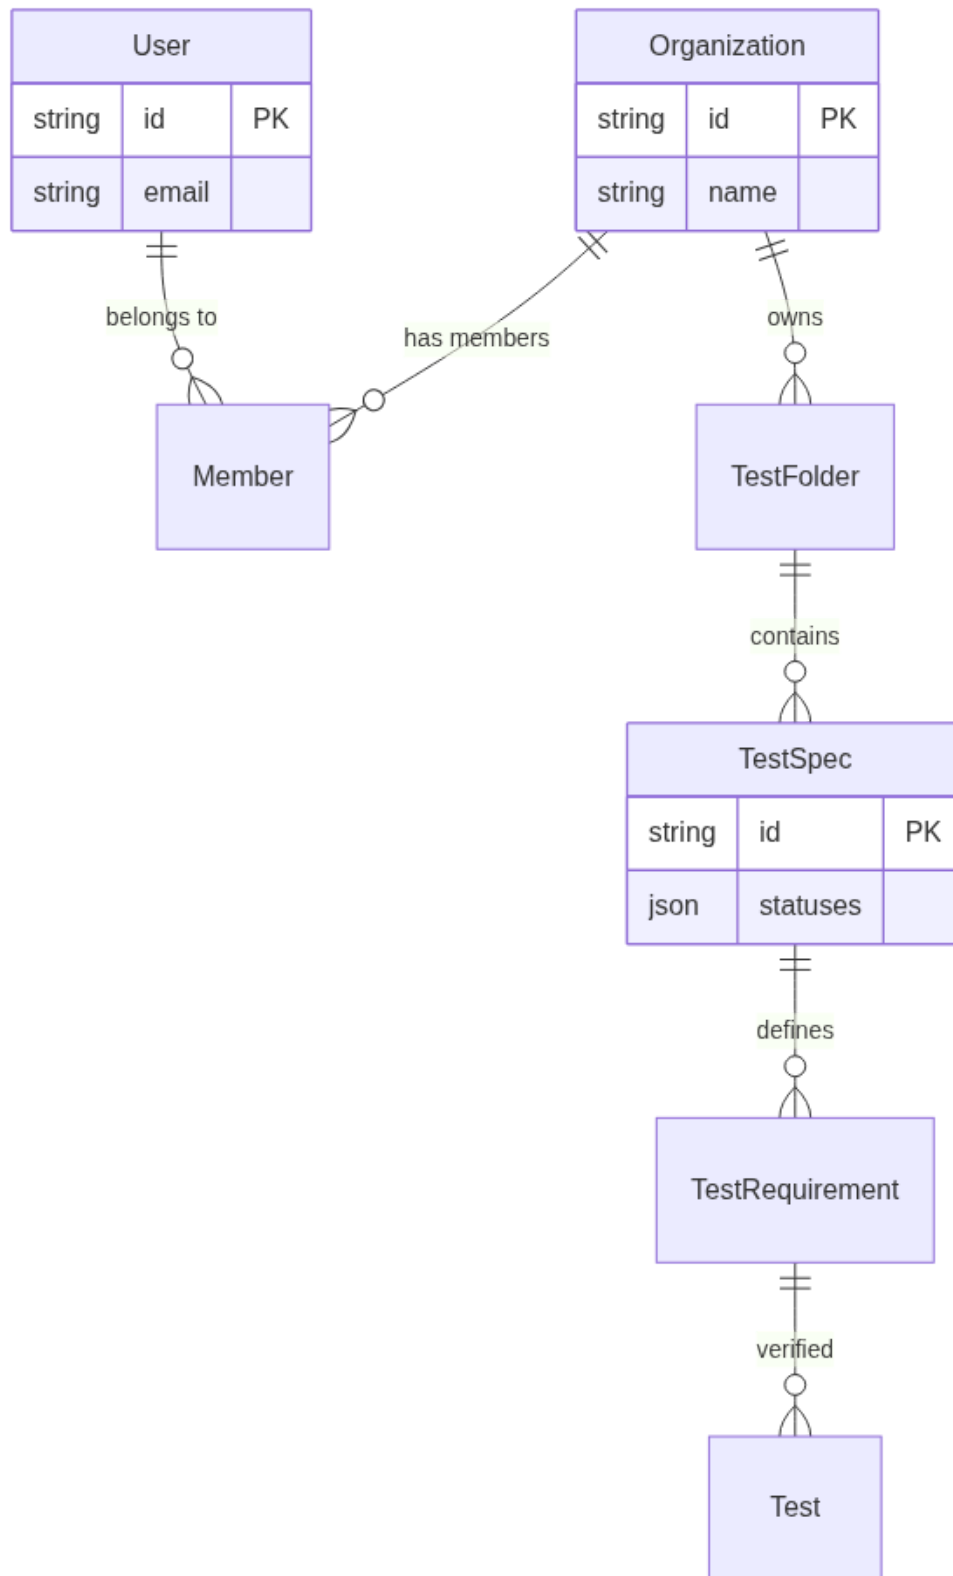 User
string id PK
string email
Organization
string id PK
string name
belongs to
has members
owns
Member
TestFolder
contains
TestSpec
string id PK
json statuses
defines
TestRequirement
verified
Test